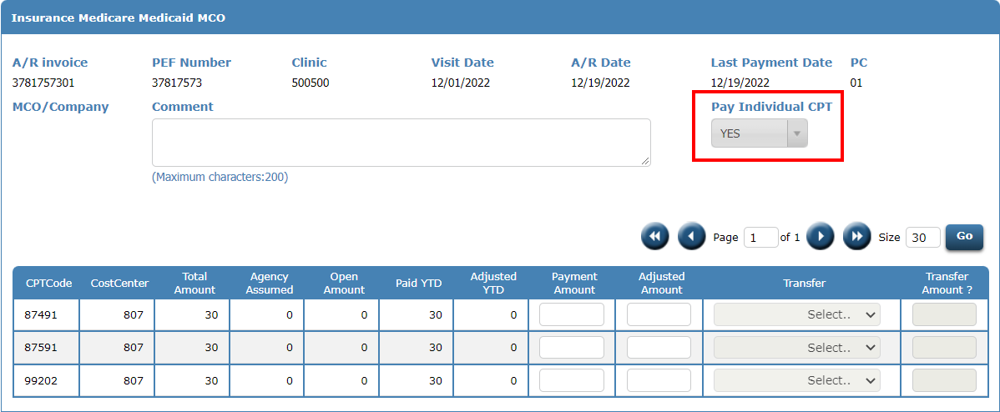 Insurance Medicare Medicaid MCO
A/R invoice PEF Number Clinic Visit Date A/R Date Last Payment Date PC
3781757301 37817573 500500 12/01/2022 12/19/2022 12/19/2022 01
MCO/Company Comment Pay Individual CPT
YES
(Maximum characters:200)
Page 1 of 1 Size 30 Go
CPTCode CostCenter Total Amount Agency Assumed Open Amount Paid YTD Adjusted YTD Payment Amount Adjusted Amount Transfer Transfer Amount ?
87491 807 30 0 0 30 0 Select..
87591 807 30 0 0 30 0 Select..
99202 807 30 0 0 30 0 Select..